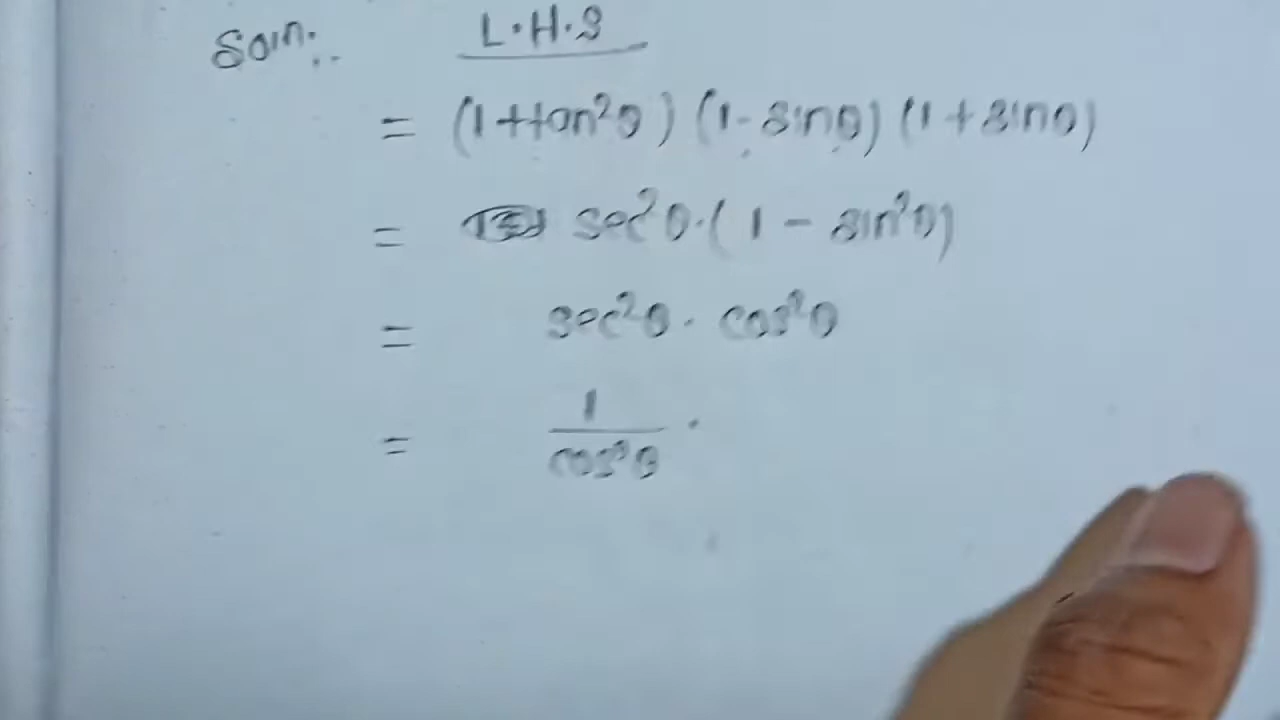 Soln:.
L.H.S
= (1+tan²θ) (1-sinθ) (1+sinθ)
= sec²θ.(1 - sin²θ)
= sec²θ. cos²θ
= 1/cos²θ .